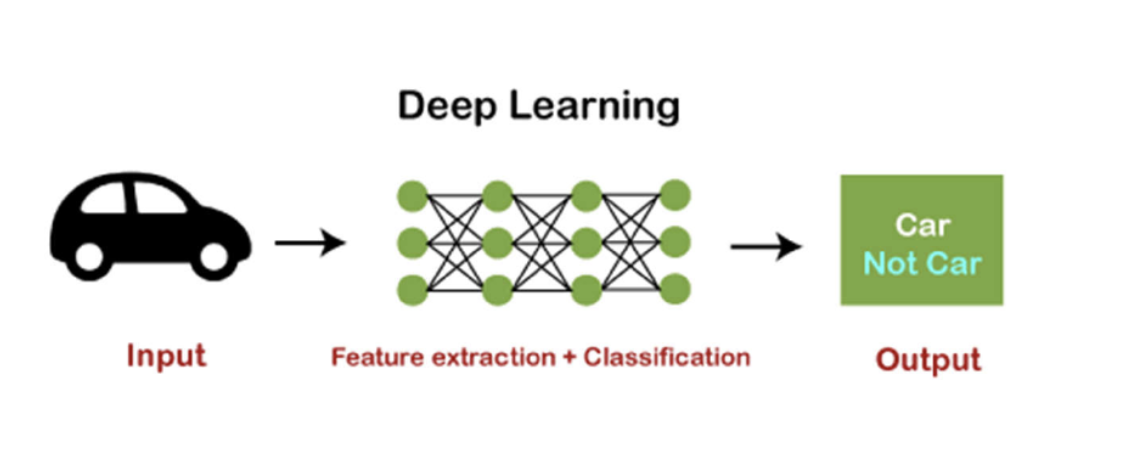 Deep Learning
Car
Not Car
Input
Feature extraction + Classification
Output